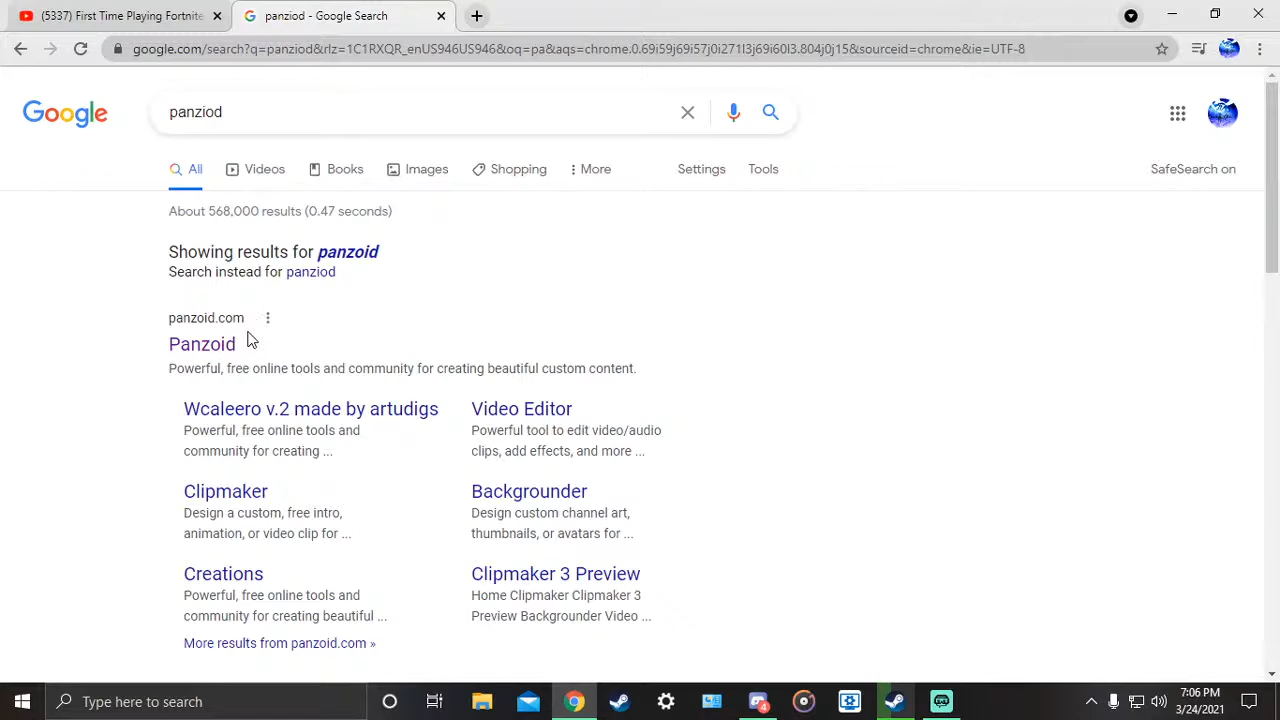 (5337) First Time Playing Fortnite
panziod - Google Search
google.com/search?q=panziod&rlz=1C1RXQR_enUS946US946&oq=pa&aqs=chrome.0.69i59j69i57j0i271l3j69i60l3.804j0j15&sourceid=chrome&ie=UTF-8
Google
panziod
All
Videos
Books
Images
Shopping
More
Settings
Tools
SafeSearch on
About 568,000 results (0.47 seconds)
Showing results for panzoid
Search instead for panziod
panzoid.com
Panzoid
Powerful, free online tools and community for creating beautiful custom content.
Wcaleero v.2 made by artudigs
Powerful, free online tools and
community for creating ...
Video Editor
Powerful tool to edit video/audio
clips, add effects, and more ...
Clipmaker
Design a custom, free intro,
animation, or video clip for ...
Backgrounder
Design custom channel art,
thumbnails, or avatars for ...
Creations
Powerful, free online tools and
community for creating beautiful ...
Clipmaker 3 Preview
Home Clipmaker Clipmaker 3
Preview Backgrounder Video ...
More results from panzoid.com »
Type here to search
4
7:06 PM
3/24/2021